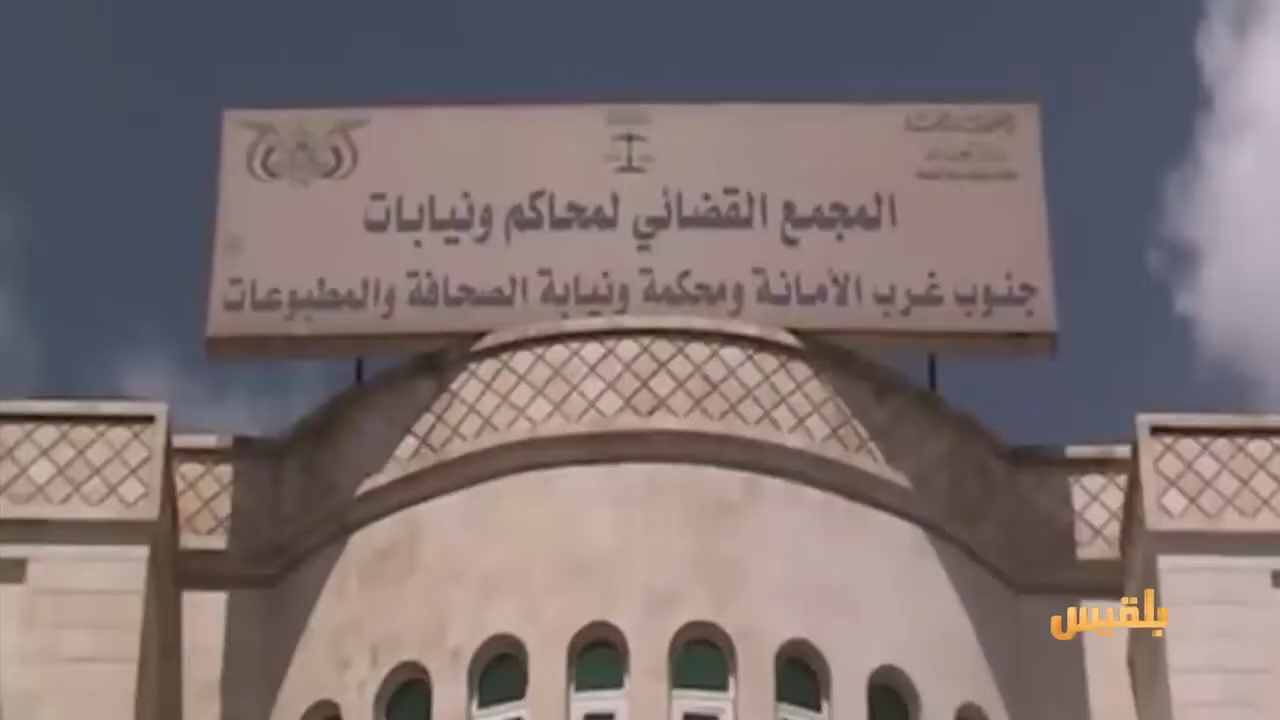 المجمع القضائي لمحاكم ونيابات
جنوب غرب الأمانة ومحكمة ونيابة الصحافة والمطبوعات
بلقيس